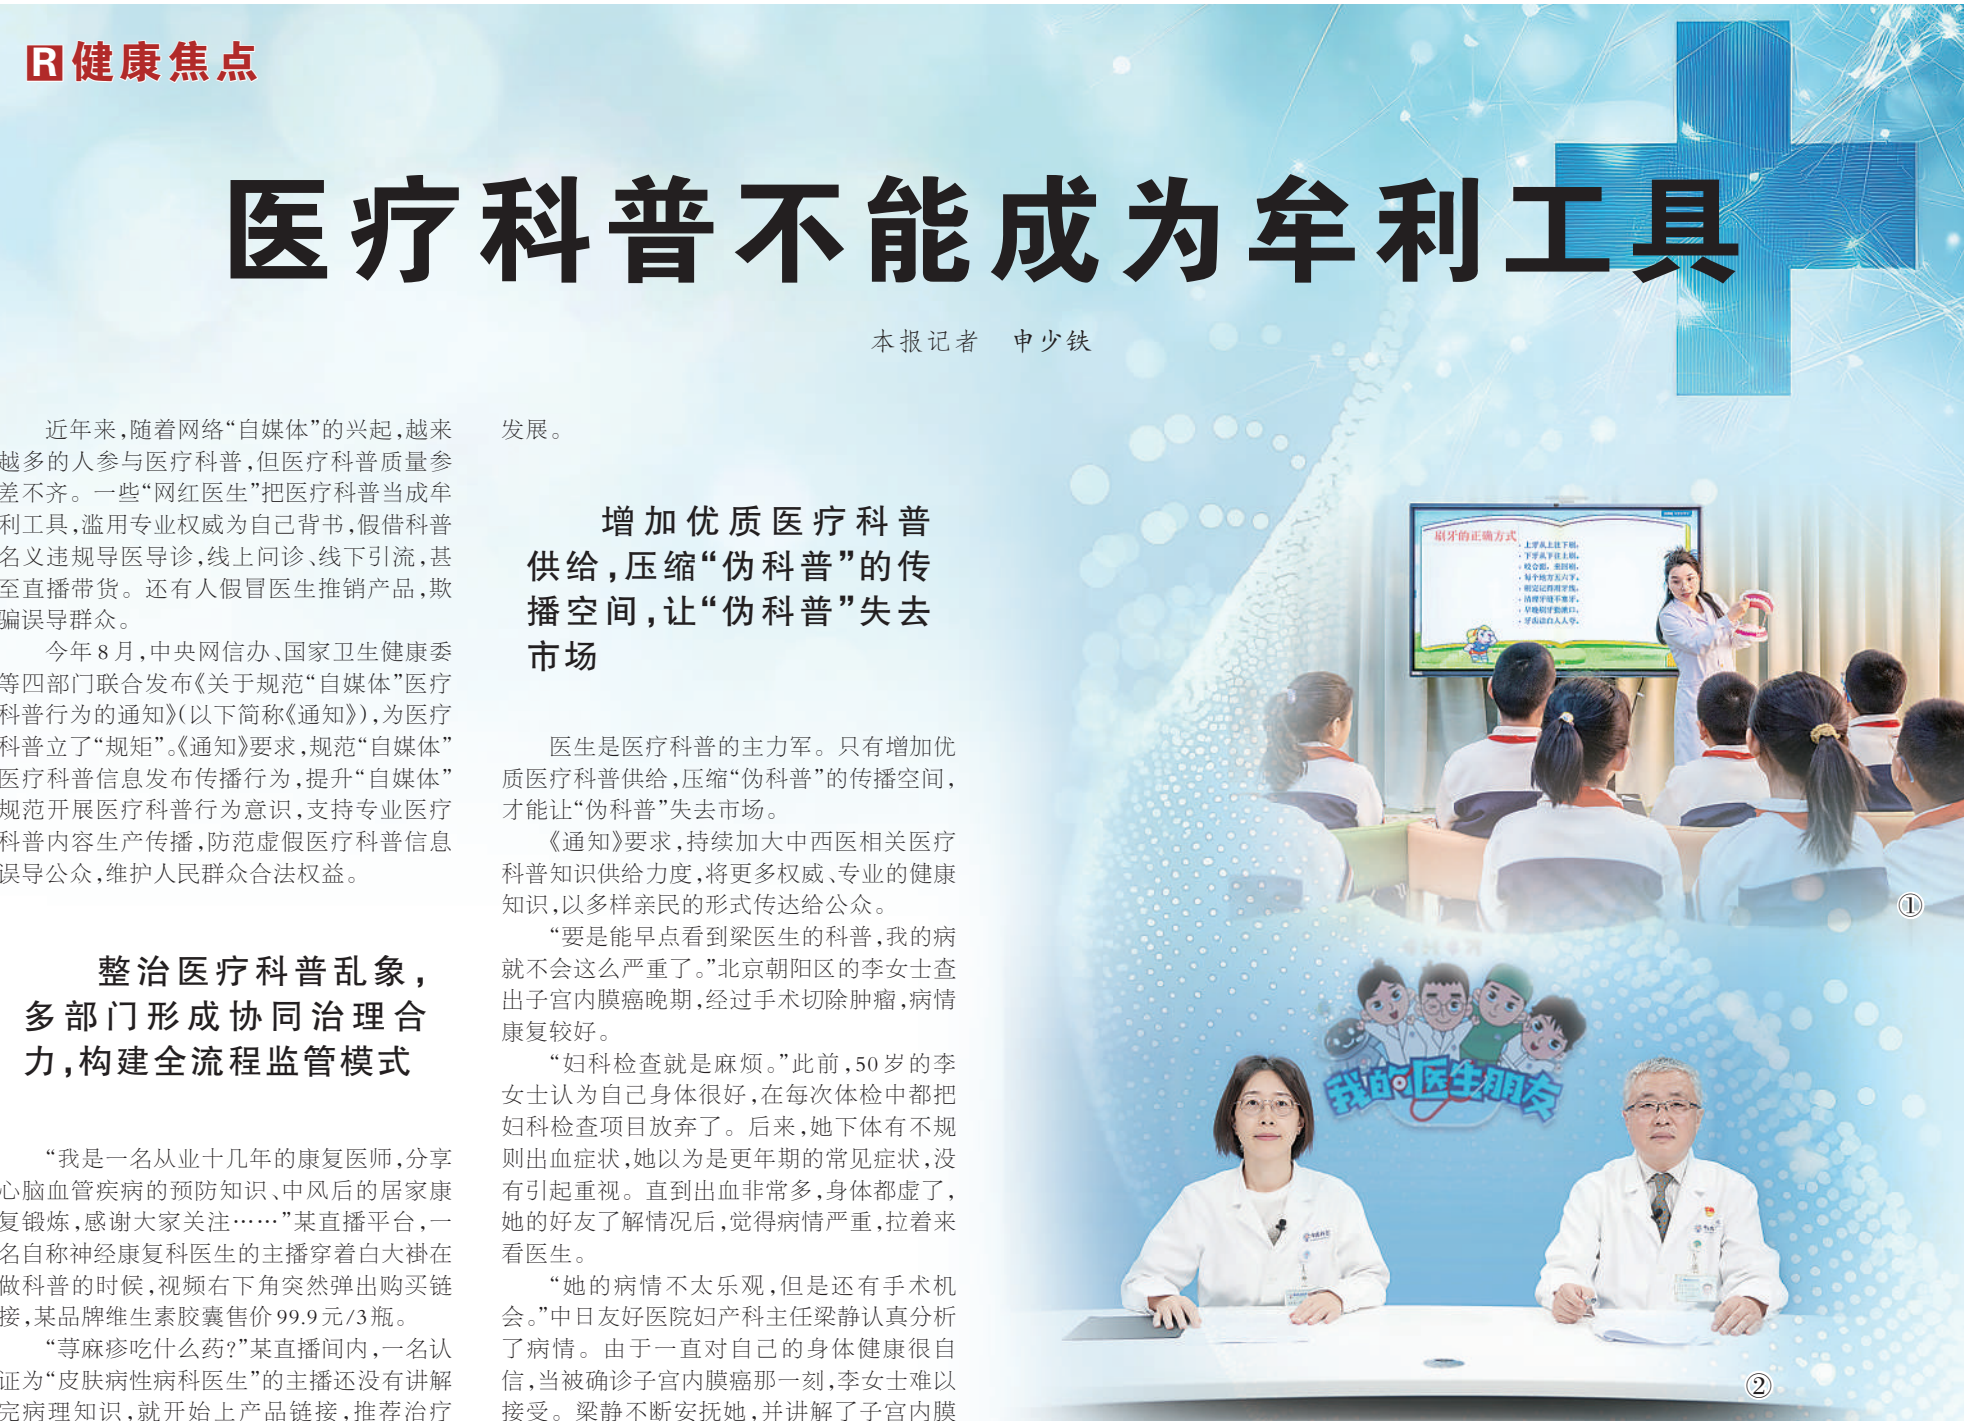 R健康焦点
医疗科普不能成为牟利工具
本报记者 申少铁
近年来,随着网络“自媒体”的兴起,越来
越多的人参与医疗科普,但医疗科普质量参
差不齐。一些“网红医生”把医疗科普当成牟
利工具,滥用专业权威为自己背书,假借科普
名义违规导医导诊,线上问诊、线下引流,甚
至直播带货。还有人假冒医生推销产品,欺
骗误导群众。
今年8月,中央网信办、国家卫生健康委
等四部门联合发布《关于规范“自媒体”医疗
科普行为的通知》(以下简称《通知》),为医疗
科普立了“规矩”。《通知》要求,规范“自媒体”
医疗科普信息发布传播行为,提升“自媒体”
规范开展医疗科普行为意识,支持专业医疗
科普内容生产传播,防范虚假医疗科普信息
误导公众,维护人民群众合法权益。
整治医疗科普乱象,
多部门形成协同治理合
力,构建全流程监管模式
“我是一名从业十几年的康复医师,分享
心脑血管疾病的预防知识、中风后的居家康
复锻炼,感谢大家关注……”某直播平台,一
名自称神经康复科医生的主播穿着白大褂在
做科普的时候,视频右下角突然弹出购买链
接,某品牌维生素胶囊售价99.9元/3瓶。
“荨麻疹吃什么药?”某直播间内,一名认
证为“皮肤病性病科医生”的主播还没有讲解
完病理知识,就开始上产品链接,推荐治疗
发展。
增加优质医疗科普
供给,压缩“伪科普”的传
播空间,让“伪科普”失去
市场
医生是医疗科普的主力军。只有增加优
质医疗科普供给,压缩“伪科普”的传播空间,
才能让“伪科普”失去市场。
《通知》要求,持续加大中西医相关医疗
科普知识供给力度,将更多权威、专业的健康
知识,以多样亲民的形式传达给公众。
“要是能早点看到梁医生的科普,我的病
就不会这么严重了。”北京朝阳区的李女士查
出子宫内膜癌晚期,经过手术切除肿瘤,病情
康复较好。
“妇科检查就是麻烦。”此前,50岁的李
女士认为自己身体很好,在每次体检中都把
妇科检查项目放弃了。后来,她下体有不规
则出血症状,她以为是更年期的常见症状,没
有引起重视。直到出血非常多,身体都虚了,
她的好友了解情况后,觉得病情严重,拉着来
看医生。
“她的病情不太乐观,但是还有手术机
会。”中日友好医院妇产科主任梁静认真分析
了病情。由于一直对自己的身体健康很自
信,当被确诊子宫内膜癌那一刻,李女士难以
接受。梁静不断安抚她,并讲解了子宫内膜
刷牙的正确方式
上牙从上往下刷,
下牙从下往上刷,
咬合面,来回刷,
每个地方五六下,
早晚刷牙勤漱口,
①
我的医生朋友
②